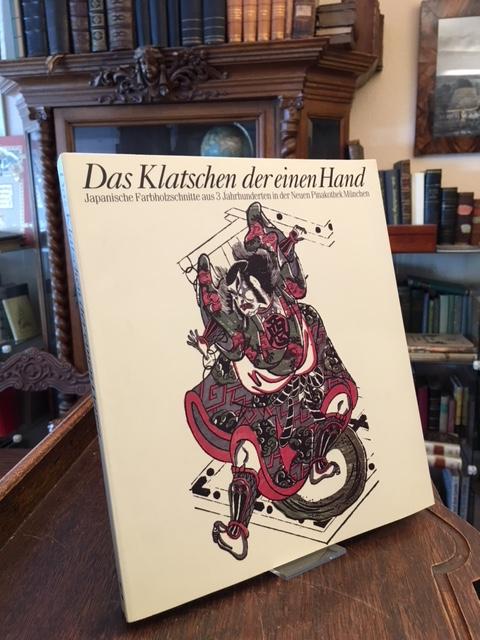 Das Klatschen der einen Hand
Japanische Farbholzschnitte aus 3 Jahrhunderten in der Neuen Pinakothek München